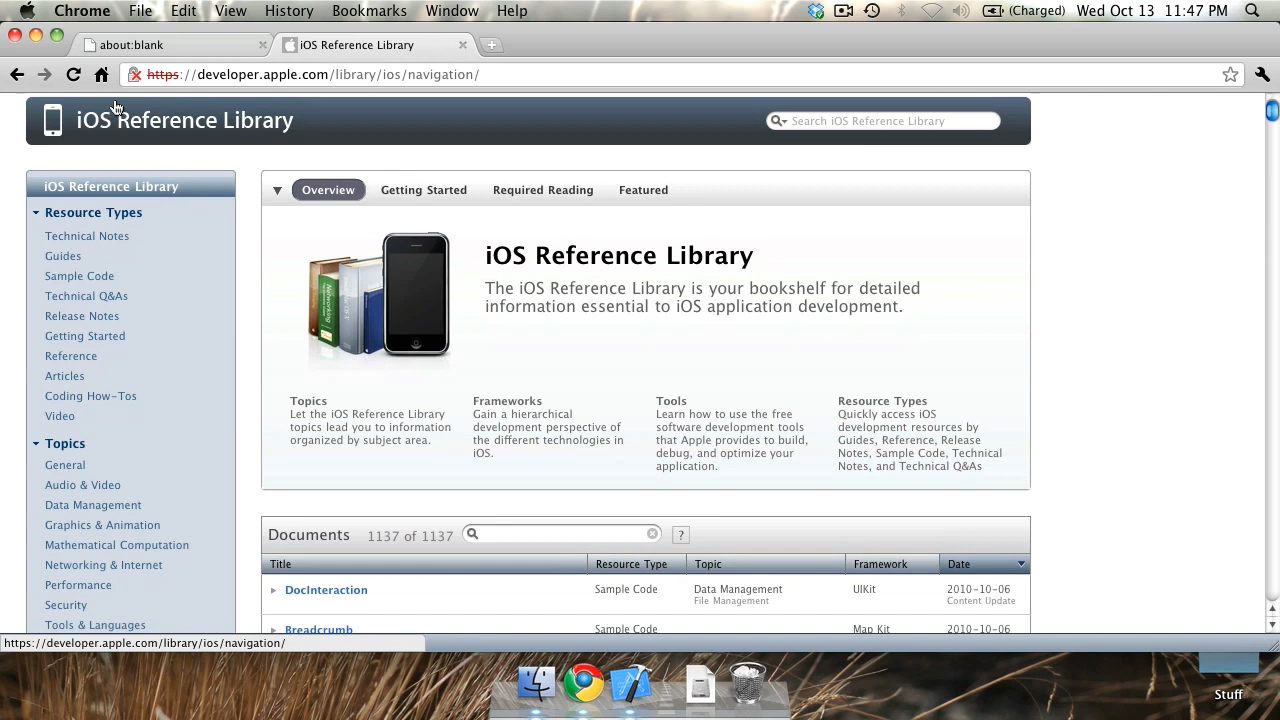 Chrome File Edit View History Bookmarks Window Help (Charged) Wed Oct 13 11:47 PM
about:blank iOS Reference Library
https://developer.apple.com/library/ios/navigation/
iOS Reference Library
Search iOS Reference Library
iOS Reference Library
Resource Types
Technical Notes
Guides
Sample Code
Technical Q&As
Release Notes
Getting Started
Reference
Articles
Coding How-Tos
Video
Topics
General
Audio & Video
Data Management
Graphics & Animation
Mathematical Computation
Networking & Internet
Performance
Security
Tools & Languages
Overview Getting Started Required Reading Featured
Networking
iOS Reference Library
The iOS Reference Library is your bookshelf for detailed
information essential to iOS application development.
Topics
Let the iOS Reference Library
topics lead you to information
organized by subject area.
Frameworks
Gain a hierarchical
development perspective of
the different technologies in
iOS.
Tools
Learn how to use the free
software development tools
that Apple provides to build,
debug, and optimize your
application.
Resource Types
Quickly access iOS
development resources by
Guides, Reference, Release
Notes, Sample Code, Technical
Notes, and Technical Q&As
Documents 1137 of 1137 ?
Title Resource Type Topic Framework Date
DocInteraction Sample Code Data Management UIKit 2010-10-06
File Management Content Update
Breadcrumb Sample Code Map Kit 2010-10-06
https://developer.apple.com/library/ios/navigation/
Stuff